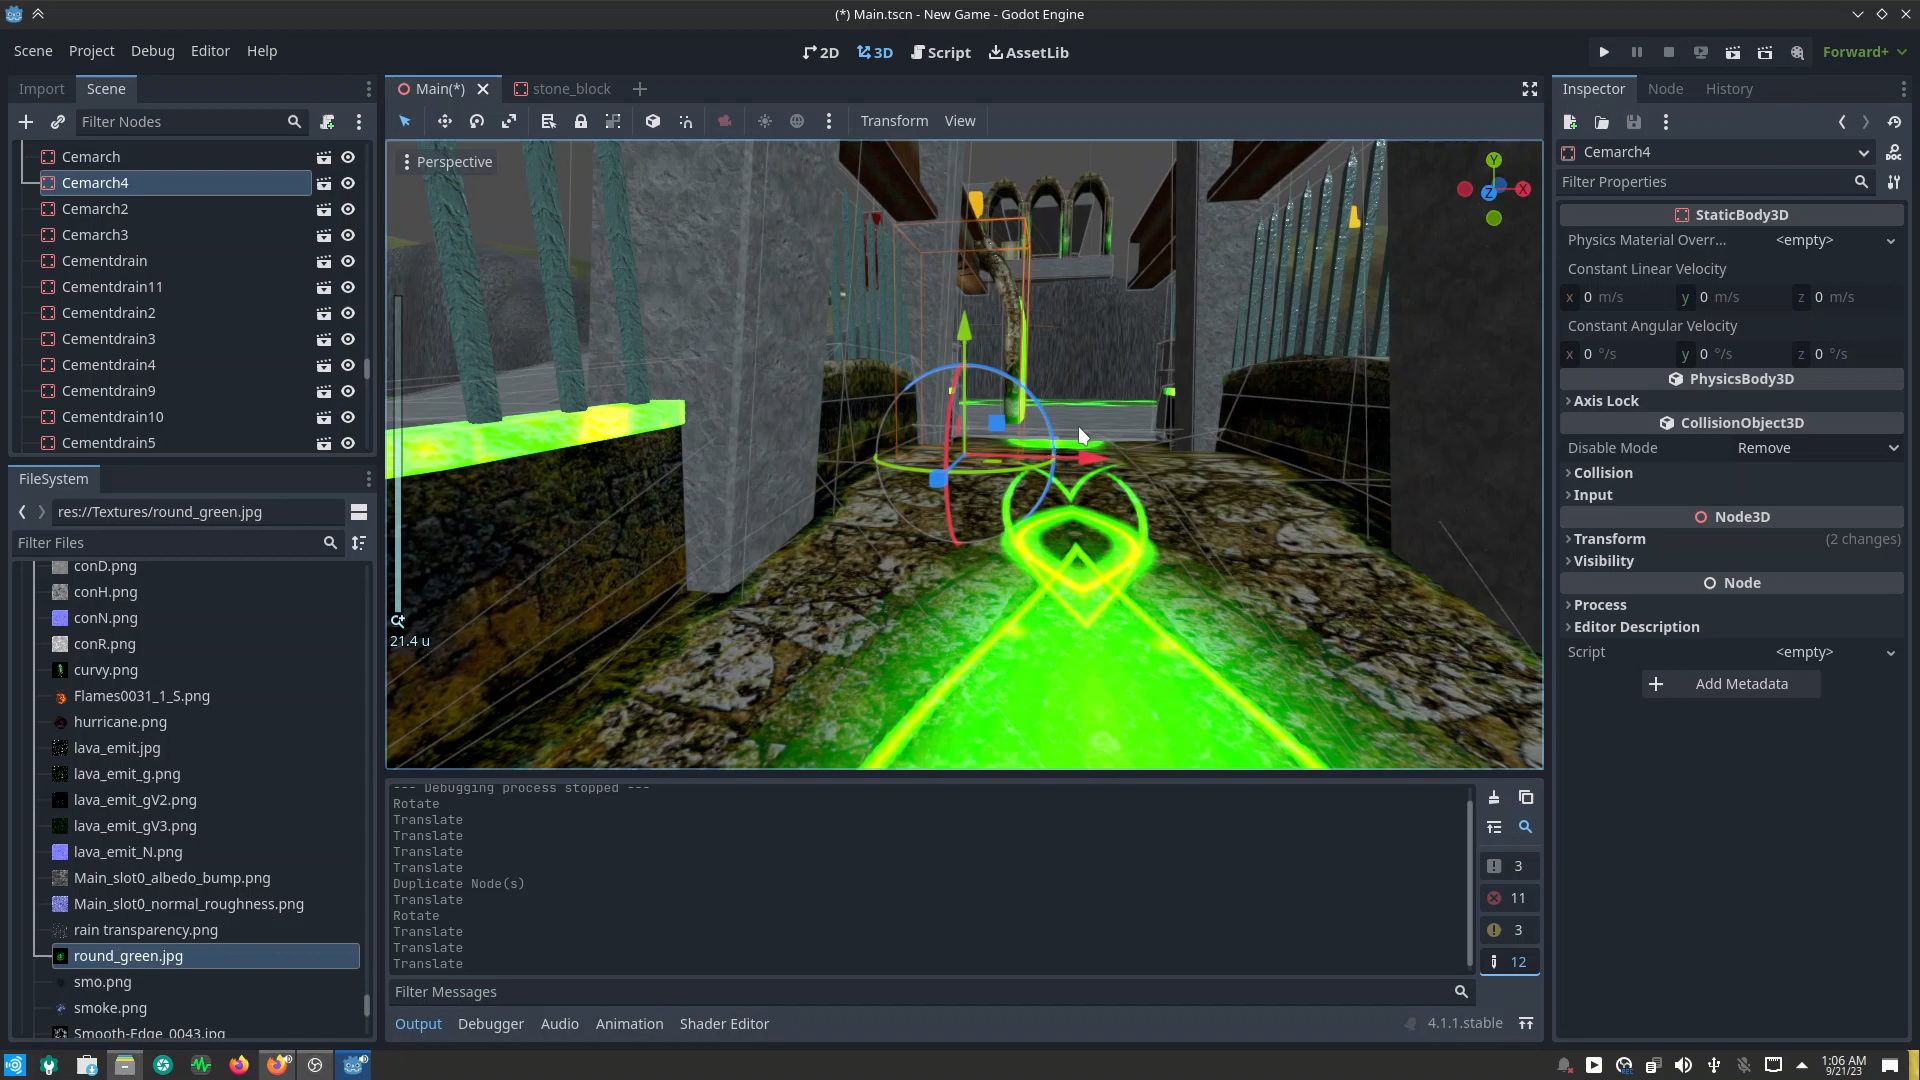 (*) Main.tscn - New Game - Godot Engine
Scene Project Debug Editor Help
2D 3D Script AssetLib
Forward+
Import Scene
Filter Nodes
Cemarch
Cemarch4
Cemarch2
Cemarch3
Cementdrain
Cementdrain11
Cementdrain2
Cementdrain3
Cementdrain4
Cementdrain9
Cementdrain10
Cementdrain5
FileSystem
res://Textures/round_green.jpg
Filter Files
conD.png
conH.png
conN.png
conR.png
curvy.png
Flames0031_1_S.png
hurricane.png
lava_emit.jpg
lava_emit_g.png
lava_emit_gV2.png
lava_emit_gV3.png
lava_emit_N.png
Main_slot0_albedo_bump.png
Main_slot0_normal_roughness.png
rain transparency.png
round_green.jpg
smo.png
smoke.png
Smooth-Edge_0043.jpg
Main(*) stone_block
Transform View
Perspective
Y
X
Z
21.4 u
--- Debugging process stopped ---
Rotate
Translate
Translate
Translate
Translate
Duplicate Node(s)
Translate
Rotate
Translate
Translate
Translate
3
11
3
12
Filter Messages
Output Debugger Audio Animation Shader Editor
4.1.1.stable
Inspector Node History
Cemarch4
DOC
Filter Properties
StaticBody3D
Physics Material Overr... <empty>
Constant Linear Velocity
x 0 m/s y 0 m/s z 0 m/s
Constant Angular Velocity
x 0 °/s y 0 °/s z 0 °/s
PhysicsBody3D
Axis Lock
CollisionObject3D
Disable Mode Remove
Collision
Input
Node3D
Transform (2 changes)
Visibility
Node
Process
Editor Description
Script <empty>
Add Metadata
1:06 AM
9/21/23